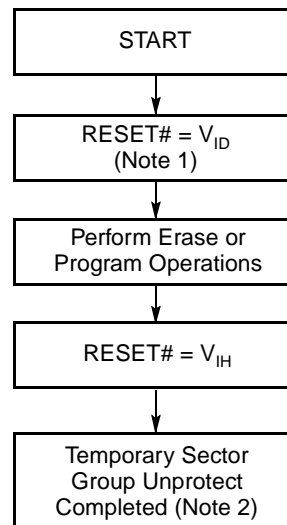 START
RESET# = V_ID
(Note 1)
Perform Erase or
Program Operations
RESET# = V_IH
Temporary Sector
Group Unprotect
Completed (Note 2)